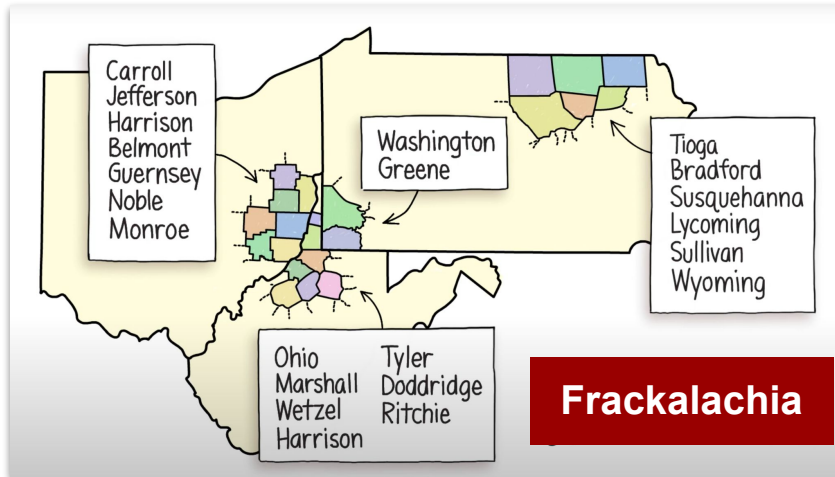 Carroll
Jefferson
Harrison
Belmont
Guernsey
Noble
Monroe
Washington
Greene
Tioga
Bradford
Susquehanna
Lycoming
Sullivan
Wyoming
Ohio
Marshall
Wetzel
Harrison
Tyler
Doddridge
Ritchie
Frackalachia